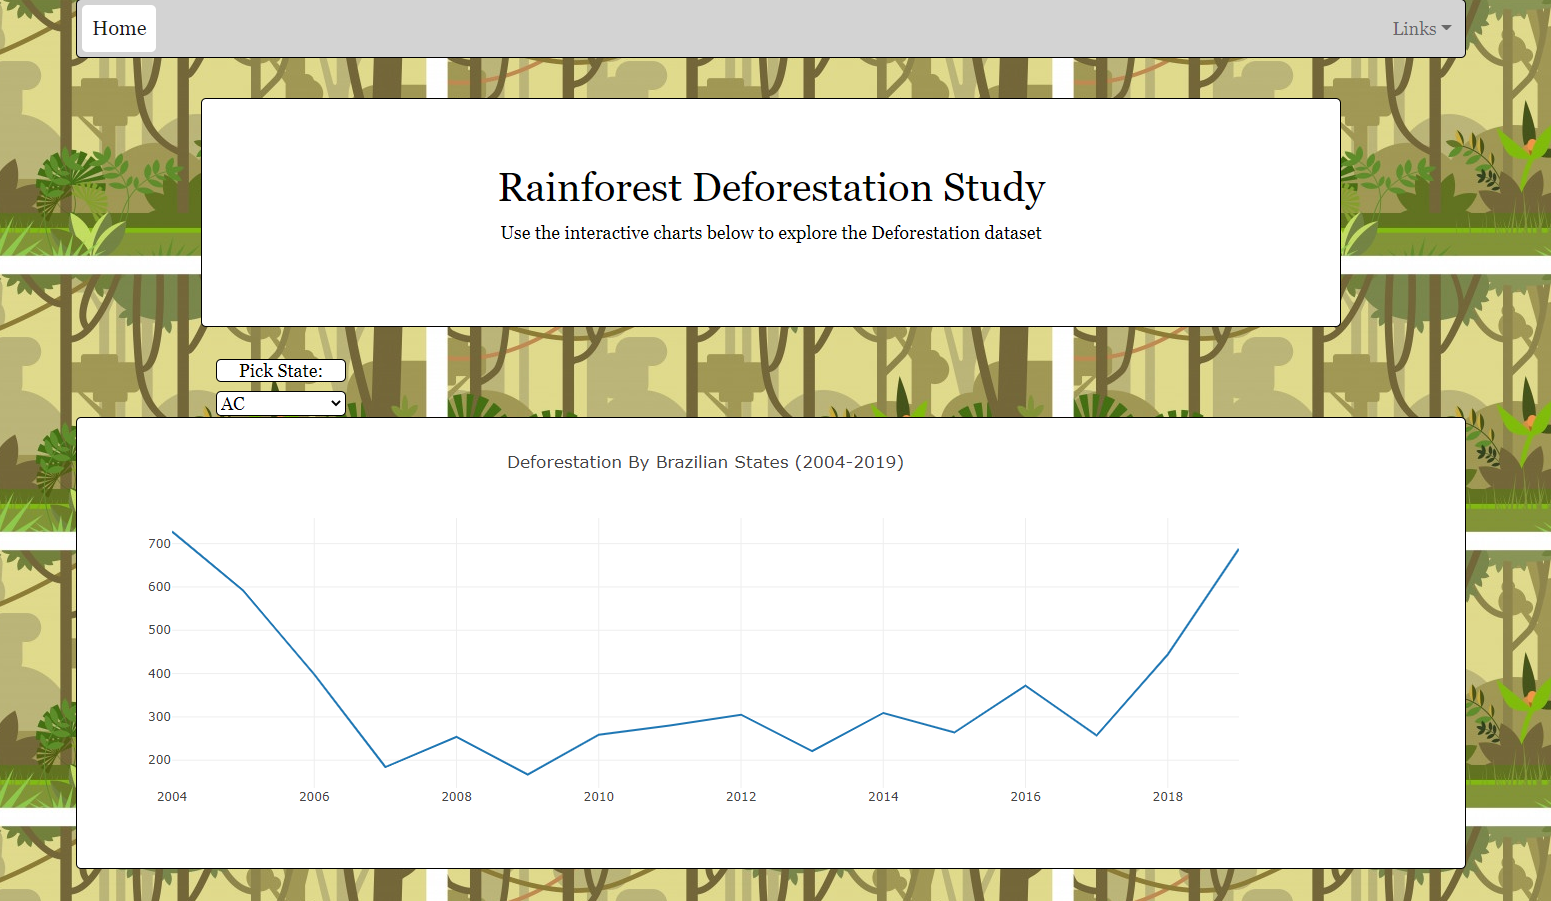 Home
Links
Rainforest Deforestation Study
Use the interactive charts below to explore the Deforestation dataset
Pick State:
AC
Deforestation By Brazilian States (2004-2019)
700
600
500
400
300
200
2004 2006 2008 2010 2012 2014 2016 2018